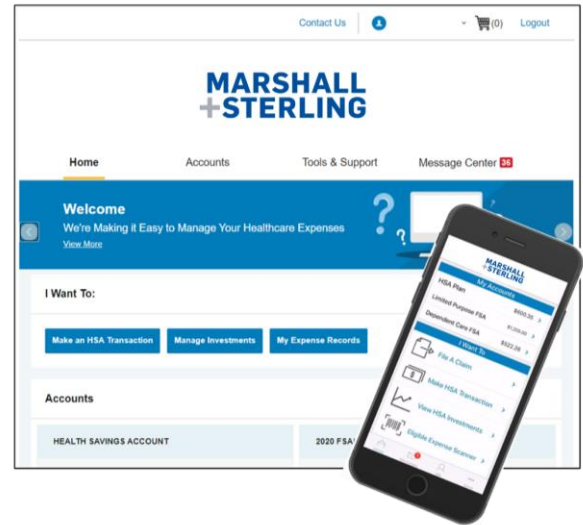 Contact Us
(0)
Logout
MARSHALL
+STERLING
Home
Accounts
Tools & Support
Message Center 36
Welcome
We're Making it Easy to Manage Your Healthcare Expenses
View More
I Want To:
Make an HSA Transaction
Manage Investments
My Expense Records
Accounts
HEALTH SAVINGS ACCOUNT
2020 FSA
MARSHALL
+STERLING
My Accounts
HSA Plan
Limited Purpose FSA
Dependent Care FSA
I Want To
File A Claim
Make HSA Transaction
View HSA Investments
Eligible Expense Scanner